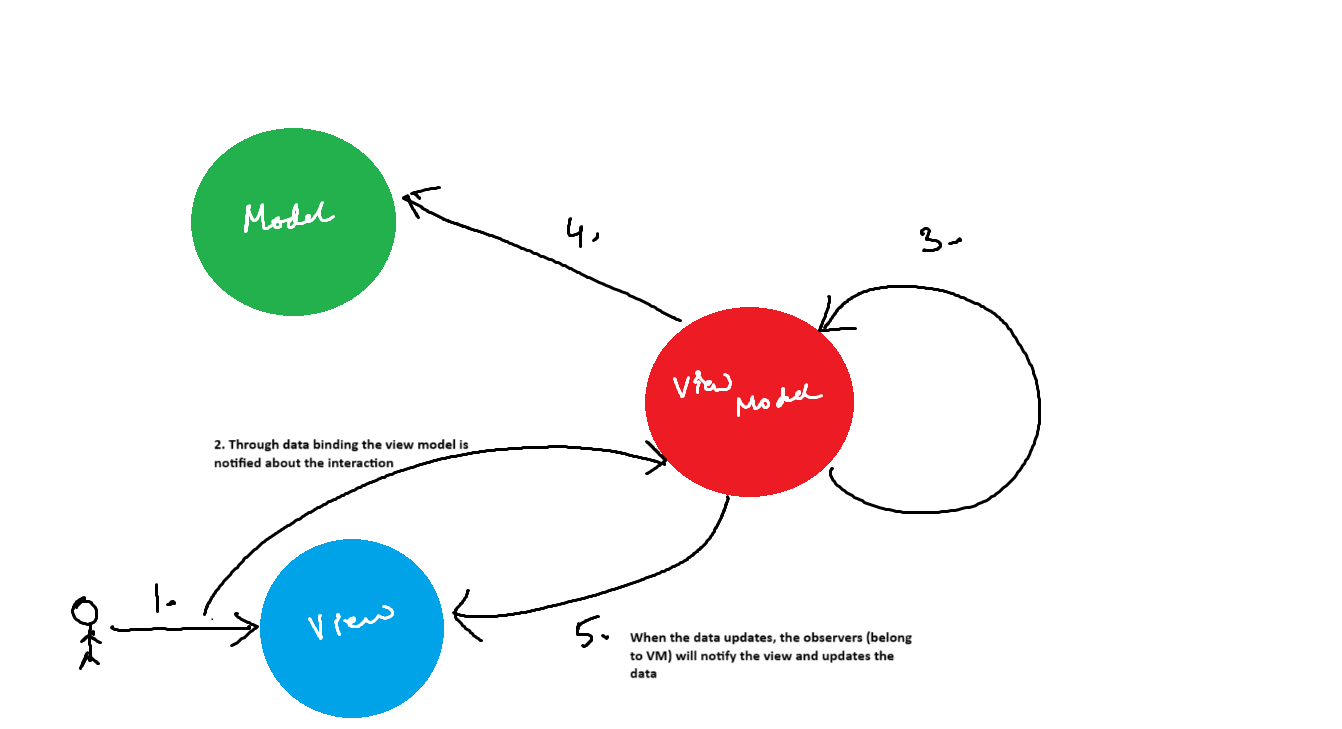 Model
4.
3.
View
Model
2. Through data binding the view model is
notified about the interaction
1.
View
5.
When the data updates, the observers (belong
to VM) will notify the view and updates the
data